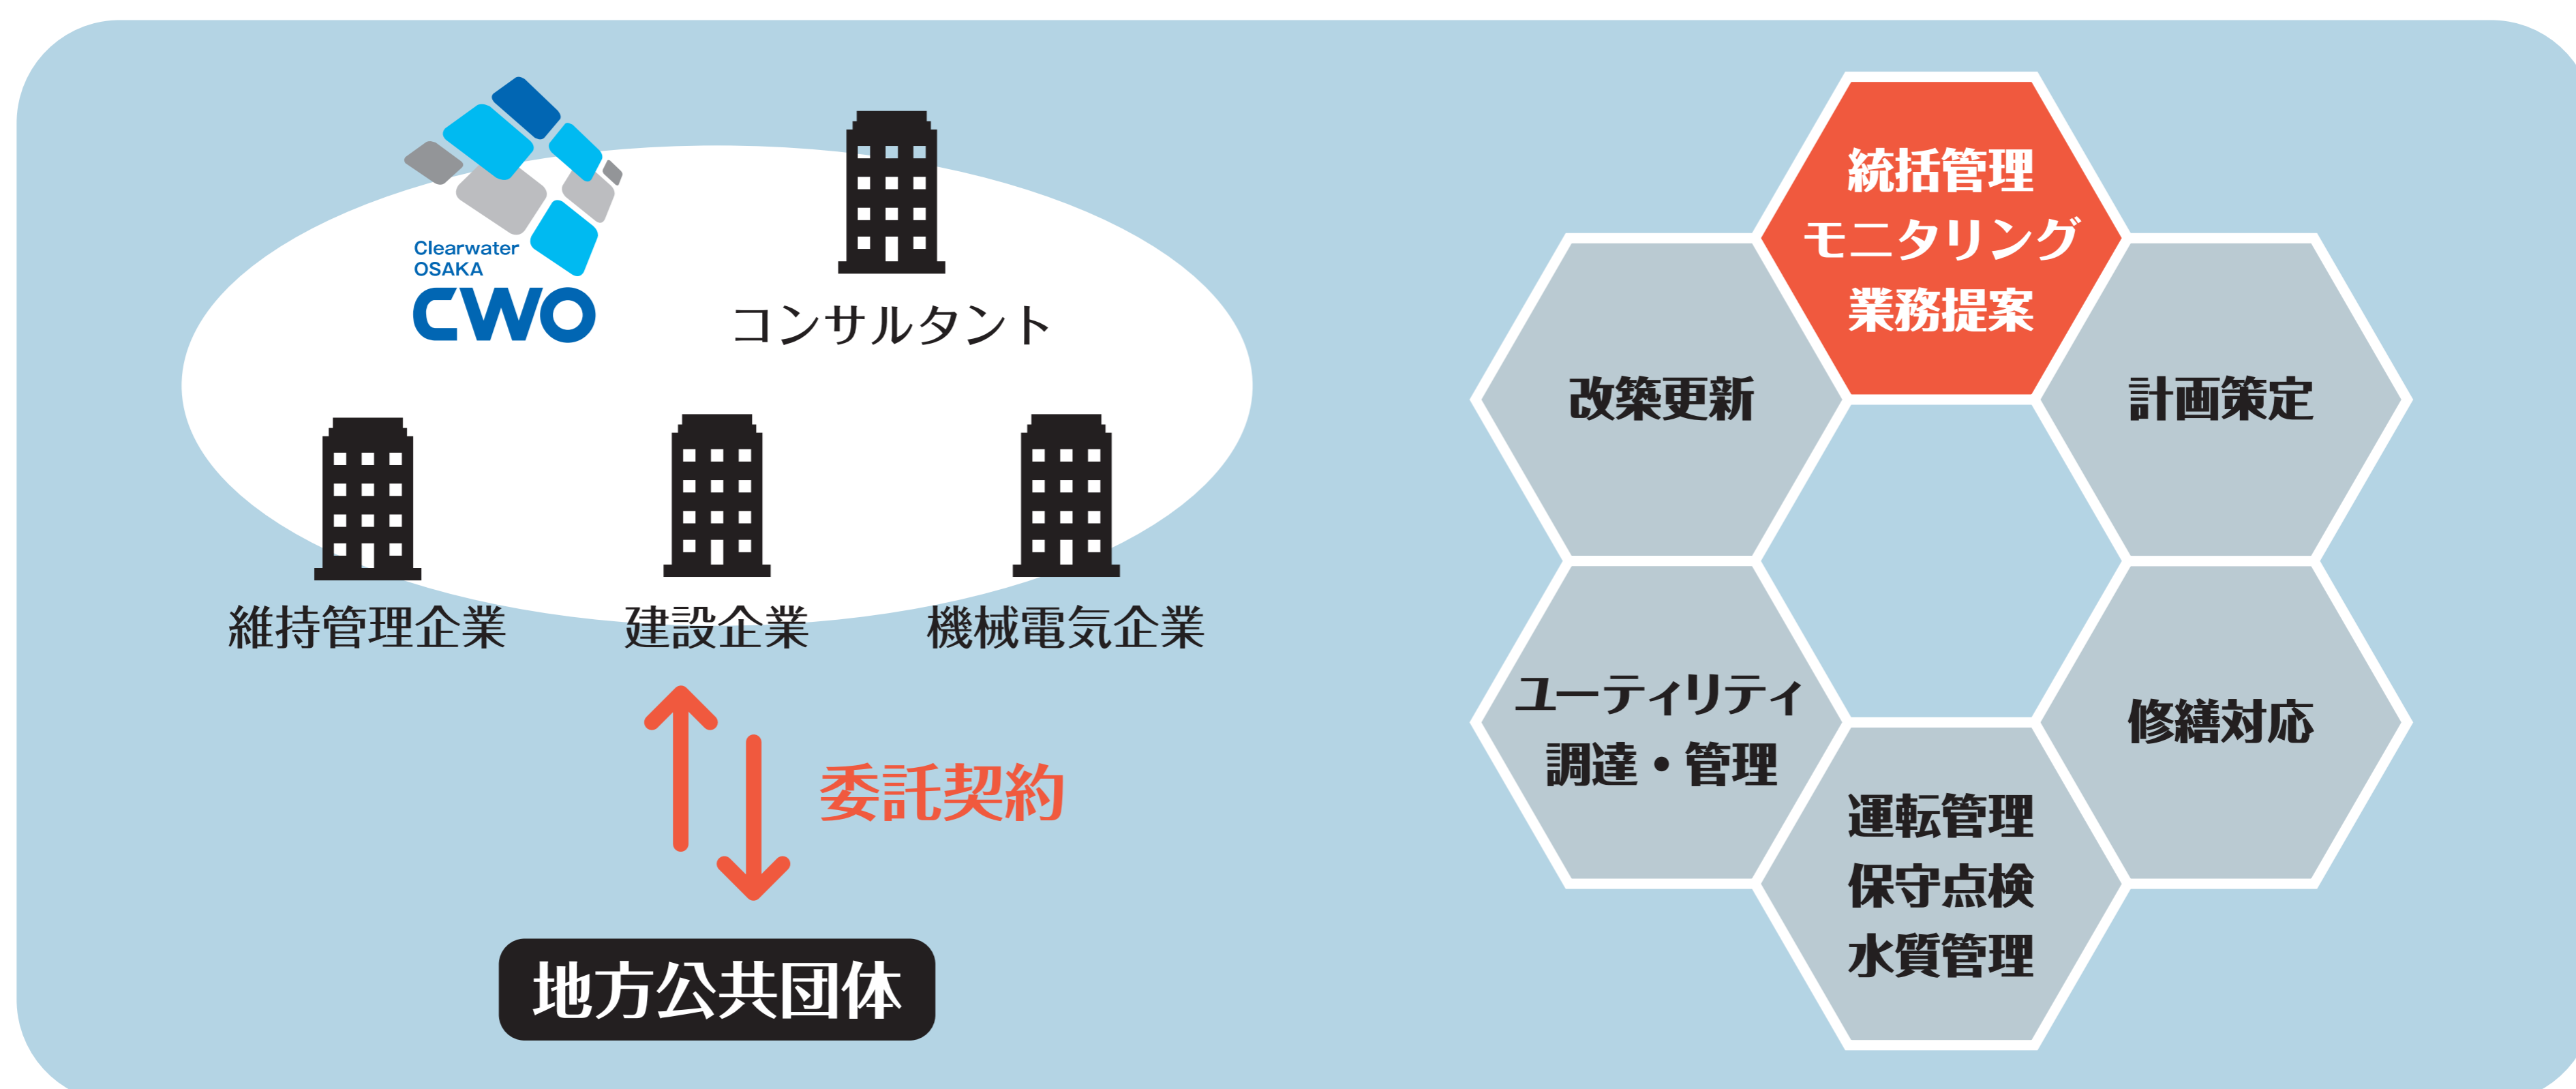 Clearwater
OSAKA
CWO
コンサルタント
維持管理企業
建設企業
機械電気企業
委託契約
地方公共団体
統括管理
モニタリング
業務提案
改築更新
計画策定
ユーティリティ
調達・管理
修繕対応
運転管理
保守点検
水質管理